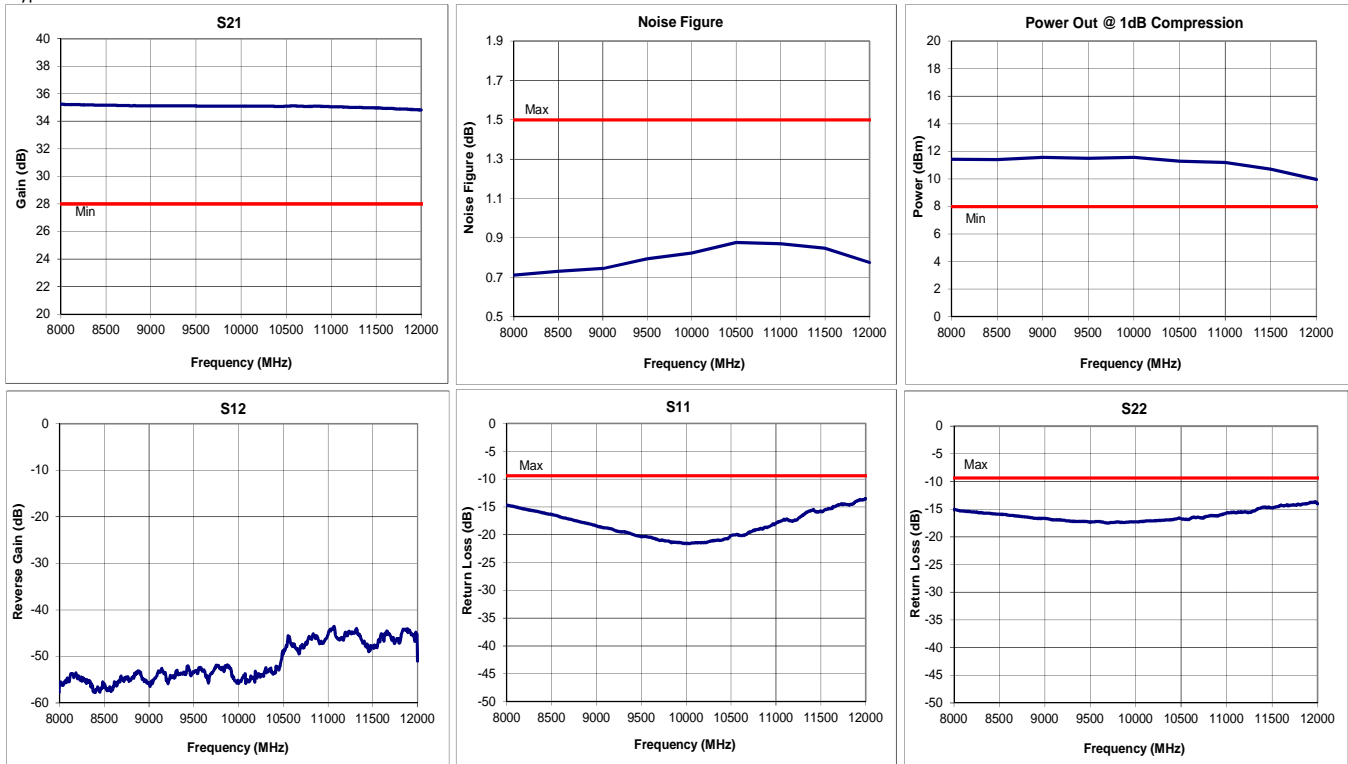 S21
Gain (dB)
40
38
36
34
32
30
28
26
24
22
20
Min
8000 8500 9000 9500 10000 10500 11000 11500 12000
Frequency (MHz)
Noise Figure
Noise Figure (dB)
1.9
1.7
1.5
1.3
1.1
0.9
0.7
0.5
Max
8000 8500 9000 9500 10000 10500 11000 11500 12000
Frequency (MHz)
Power Out @ 1dB Compression
Power (dBm)
20
18
16
14
12
10
8
6
4
2
0
Min
8000 8500 9000 9500 10000 10500 11000 11500 12000
Frequency (MHz)
S12
Reverse Gain (dB)
0
-10
-20
-30
-40
-50
-60
8000 8500 9000 9500 10000 10500 11000 11500 12000
Frequency (MHz)
S11
Return Loss (dB)
0
-5
-10
-15
-20
-25
-30
-35
-40
-45
-50
Max
8000 8500 9000 9500 10000 10500 11000 11500 12000
Frequency (MHz)
S22
Return Loss (dB)
0
-5
-10
-15
-20
-25
-30
-35
-40
-45
-50
Max
8000 8500 9000 9500 10000 10500 11000 11500 12000
Frequency (MHz)